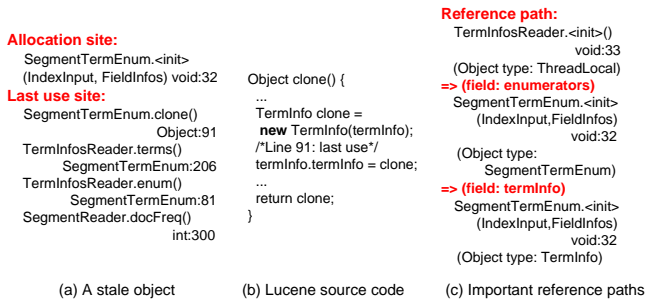 Allocation site:
SegmentTermEnum.<init>
(IndexInput, FieldInfos) void:32
Last use site:
SegmentTermEnum.clone()
Object:91
TermInfosReader.terms()
SegmentTermEnum:206
TermInfosReader.enum()
SegmentTermEnum:81
SegmentReader.docFreq()
int:300
(a) A stale object
Object clone() {
...
TermInfo clone =
new TermInfo(termInfo);
/*Line 91: last use*/
termInfo.termInfo = clone;
...
return clone;
}
(b) Lucene source code
Reference path:
TermInfosReader.<init>()
void:33
(Object type: ThreadLocal)
=> (field: enumerators)
SegmentTermEnum.<init>
(IndexInput,FieldInfos)
void:32
(Object type:
SegmentTermEnum)
=> (field: termInfo)
SegmentTermEnum.<init>
(IndexInput,FieldInfos)
void:32
(Object type: TermInfo)
(c) Important reference paths